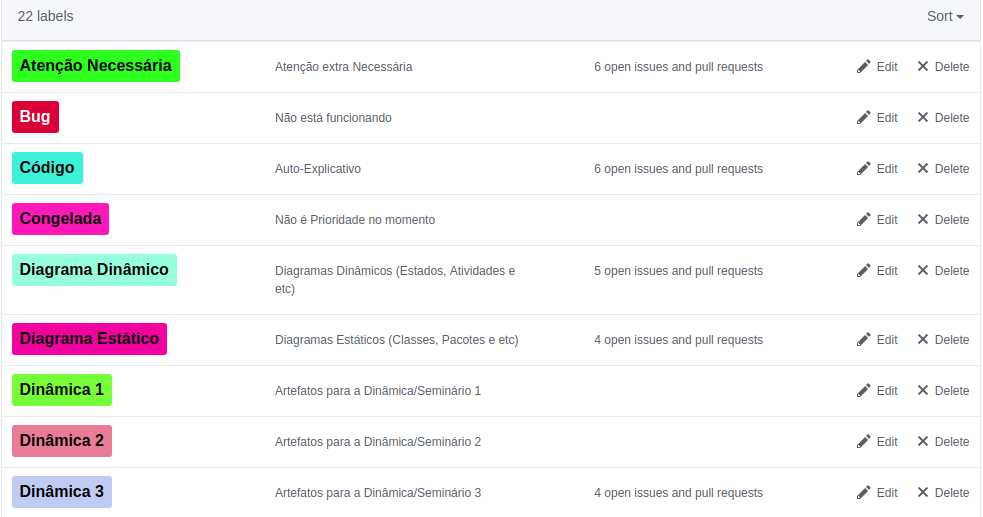 22 labels Sort
Atenção Necessária Atenção extra Necessária 6 open issues and pull requests Edit Delete
Bug Não está funcionando Edit Delete
Código Auto-Explicativo 6 open issues and pull requests Edit Delete
Congelada Não é Prioridade no momento Edit Delete
Diagrama Dinâmico Diagramas Dinâmicos (Estados, Atividades e 5 open issues and pull requests Edit Delete
etc)
Diagrama Estático Diagramas Estáticos (Classes, Pacotes e etc) 4 open issues and pull requests Edit Delete
Dinâmica 1 Artefatos para a Dinâmica/Seminário 1 Edit Delete
Dinâmica 2 Artefatos para a Dinâmica/Seminário 2 Edit Delete
Dinâmica 3 Artefatos para a Dinâmica/Seminário 3 4 open issues and pull requests Edit Delete